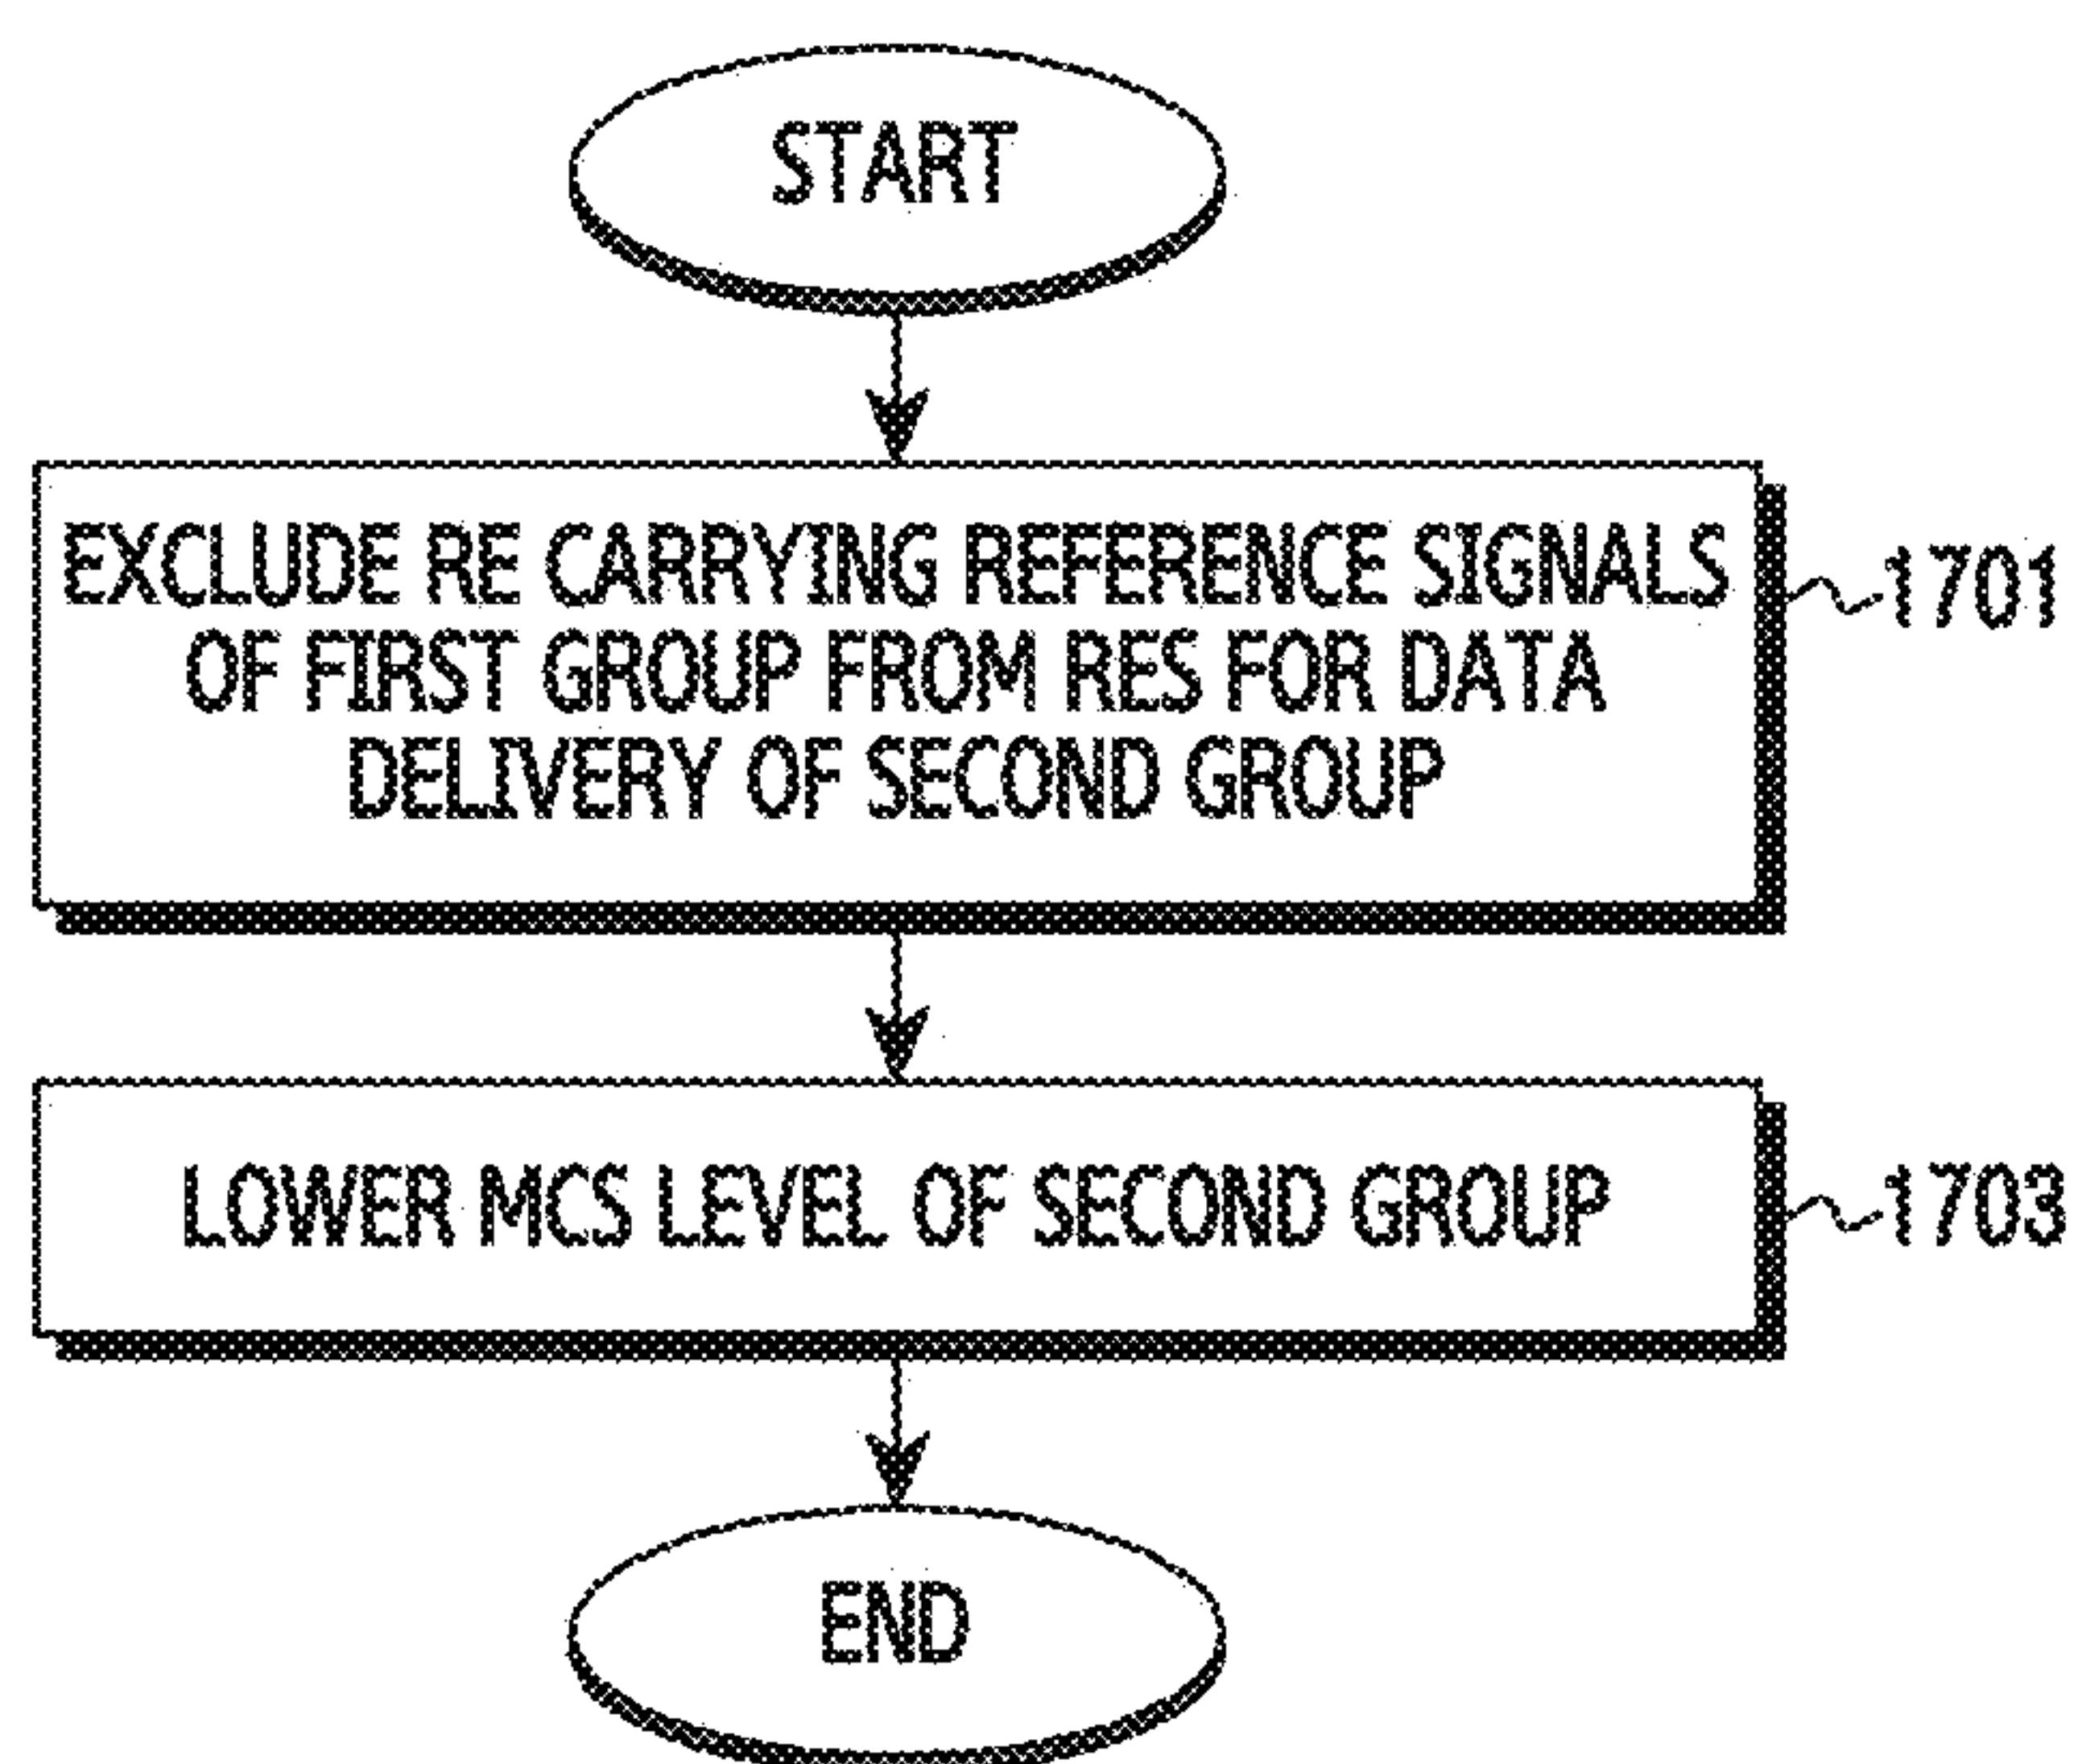 START
EXCLUDE RE CARRYING REFERENCE SIGNALS
OF FIRST GROUP FROM RES FOR DATA
DELIVERY OF SECOND GROUP
1701
LOWER MCS LEVEL OF SECOND GROUP
1703
END